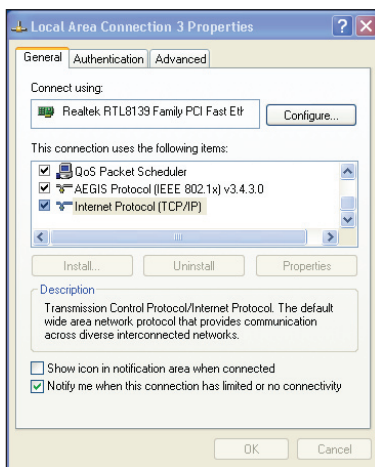 Local Area Connection 3 Properties
General Authentication Advanced
Connect using:
Realtek RTL8139 Family PCI Fast Eth
Configure...
This connection uses the following items:
QoS Packet Scheduler
AEGIS Protocol (IEEE 802.1x) v3.4.3.0
Internet Protocol (TCP/IP)
Install... Uninstall Properties
Description
Transmission Control Protocol/Internet Protocol. The default
wide area network protocol that provides communication
across diverse interconnected networks.
Show icon in notification area when connected
Notify me when this connection has limited or no connectivity
OK Cancel